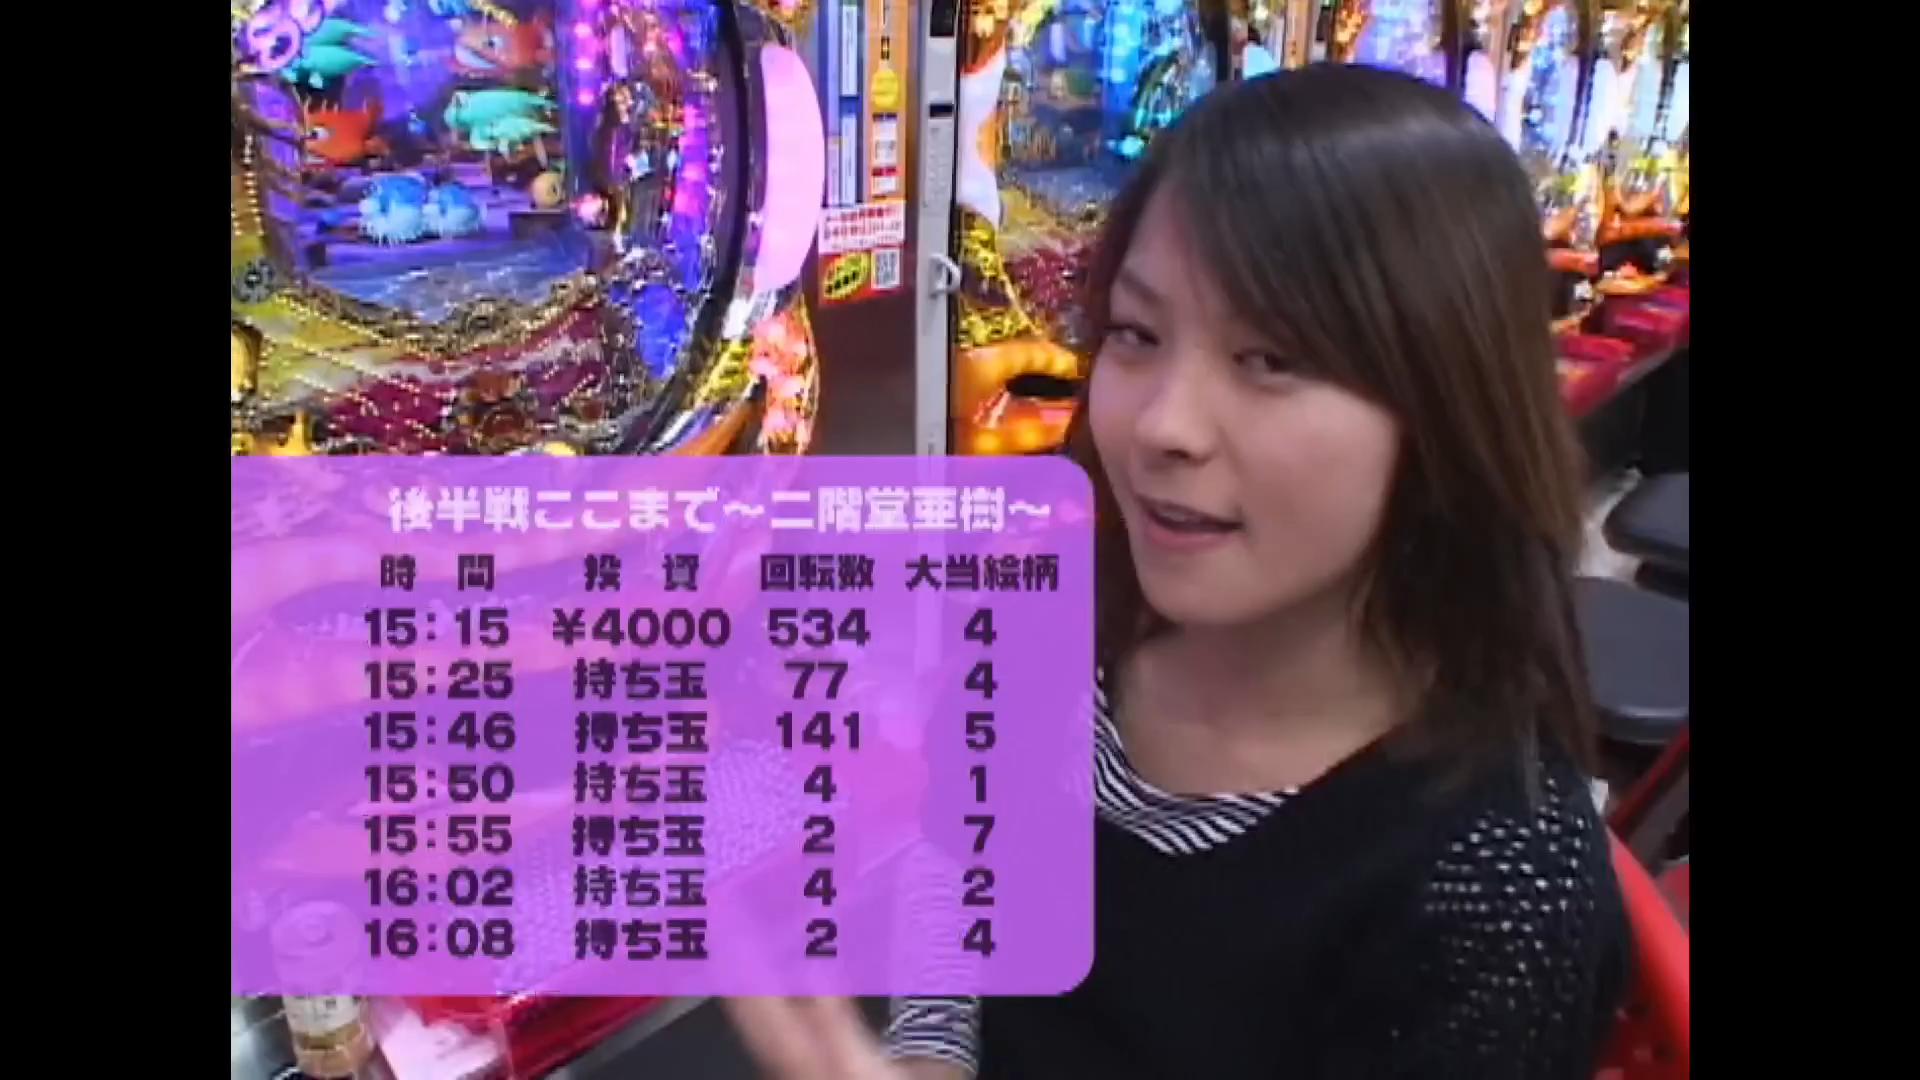 後半戦ここまで～二階堂亜樹～
時　間　投　資　回転数　大当絵柄
15:15 ¥4000 534 4
15:25 持ち玉 77 4
15:46 持ち玉 141 5
15:50 持ち玉 4 1
15:55 持ち玉 2 7
16:02 持ち玉 4 2
16:08 持ち玉 2 4